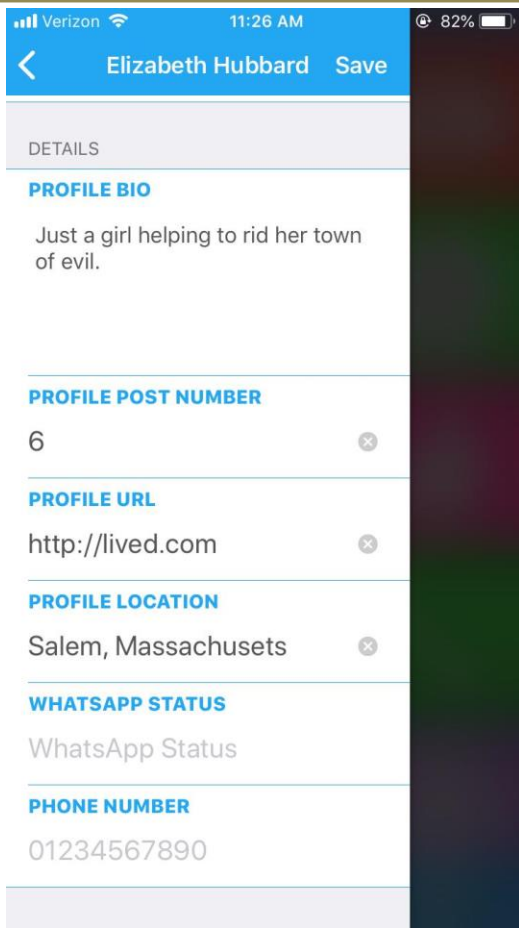 Verizon 11:26 AM 82%
Elizabeth Hubbard Save
DETAILS
PROFILE BIO
Just a girl helping to rid her town
of evil.
PROFILE POST NUMBER
6
PROFILE URL
http://lived.com
PROFILE LOCATION
Salem, Massachusets
WHATSAPP STATUS
WhatsApp Status
PHONE NUMBER
01234567890